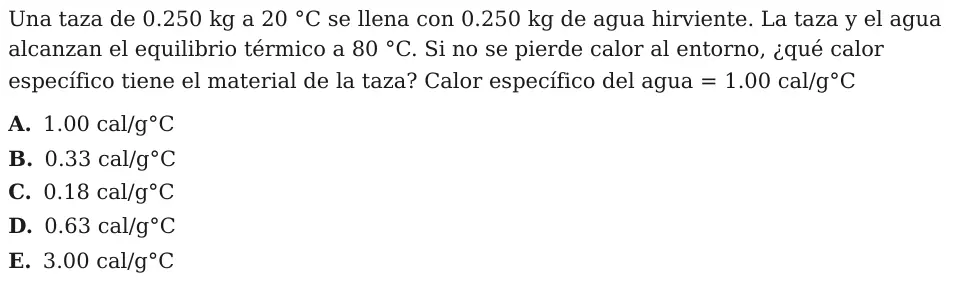 Una taza de 0.250 kg a 20 °C se llena con 0.250 kg de agua hirviente. La taza y el agua
alcanzan el equilibrio térmico a 80 °C. Si no se pierde calor al entorno, ¿qué calor
específico tiene el material de la taza? Calor específico del agua = 1.00 cal/g°C
A. 1.00 cal/g°C
B. 0.33 cal/g°C
C. 0.18 cal/g°C
D. 0.63 cal/g°C
E. 3.00 cal/g°C